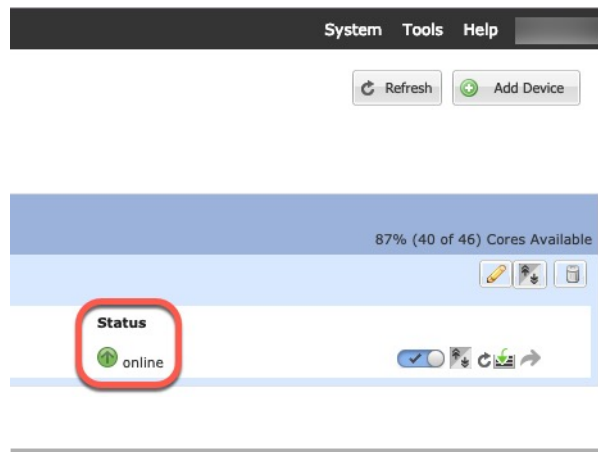 System Tools Help
Refresh Add Device
87% (40 of 46) Cores Available
Status
online